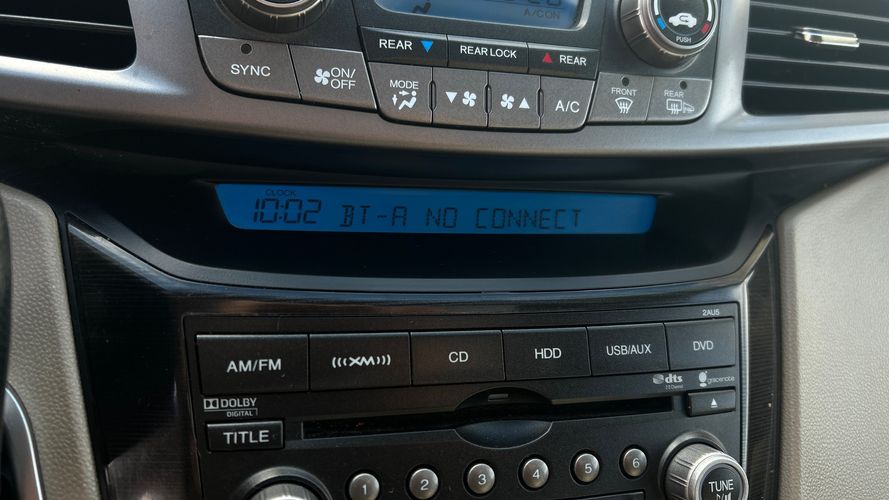 A/CON
PUSH
REAR ▼
REAR LOCK
▲ REAR
SYNC
ON/OFF
MODE
A/C
FRONT
REAR
CLOCK
10:02 BT-A NO CONNECT
2AU5
AM/FM
(((XM)))
CD
HDD
USB/AUX
DVD
DOLBY
DIGITAL
dts
gracenote
TITLE
1
2
3
4
5
6
TUNE